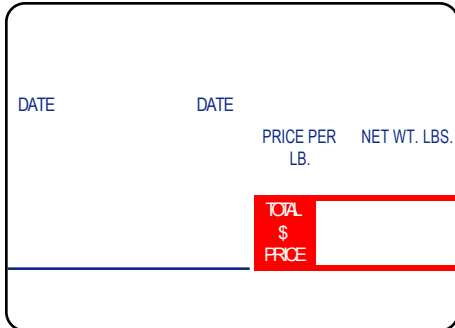 DATE DATE
PRICE PER NET WT. LBS.
LB.
TOTAL
$
PRICE